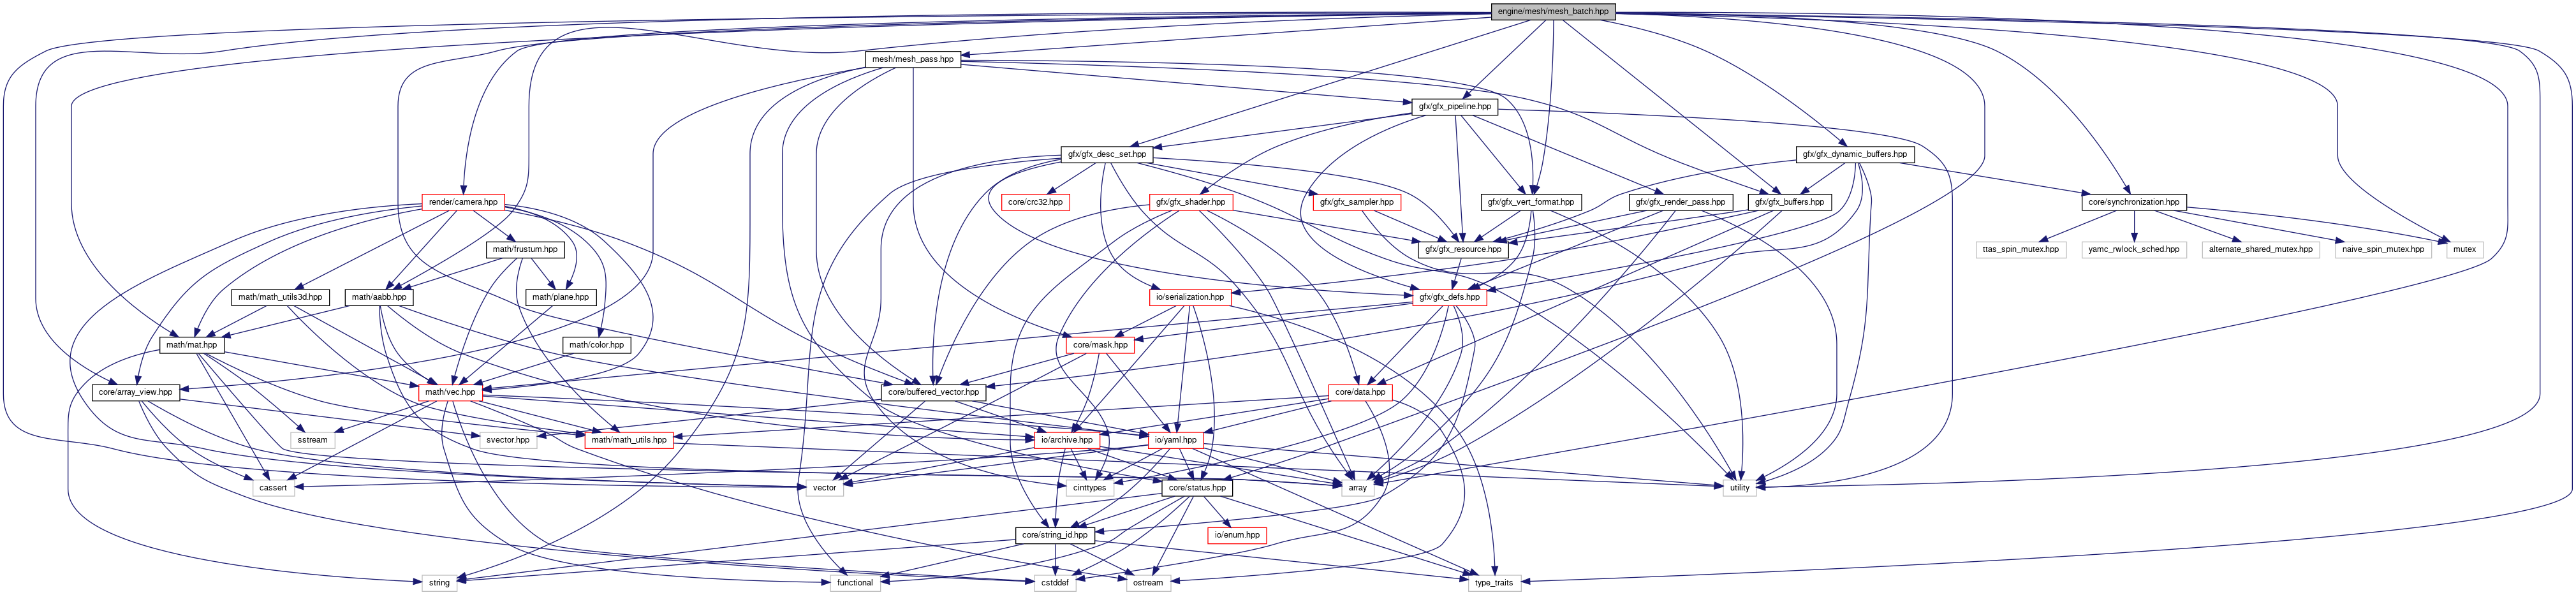 engine/mesh/mesh_batch.hpp
mesh/mesh_pass.hpp
gfx/gfx_pipeline.hpp
gfx/gfx_desc_set.hpp
gfx/gfx_dynamic_buffers.hpp
render/camera.hpp
core/crc32.hpp
gfx/gfx_shader.hpp
gfx/gfx_sampler.hpp
gfx/gfx_vert_format.hpp
gfx/gfx_render_pass.hpp
gfx/gfx_buffers.hpp
core/synchronization.hpp
math/frustum.hpp
gfx/gfx_resource.hpp
ttas_spin_mutex.hpp
yamc_rwlock_sched.hpp
alternate_shared_mutex.hpp
naive_spin_mutex.hpp
mutex
math/math_utils3d.hpp
math/aabb.hpp
math/plane.hpp
io/serialization.hpp
gfx/gfx_defs.hpp
math/mat.hpp
math/color.hpp
core/mask.hpp
core/array_view.hpp
math/vec.hpp
core/buffered_vector.hpp
core/data.hpp
sstream
svector.hpp
math/math_utils.hpp
io/archive.hpp
io/yaml.hpp
cassert
vector
cinttypes
core/status.hpp
array
utility
core/string_id.hpp
io/enum.hpp
string
functional
cstddef
ostream
type_traits